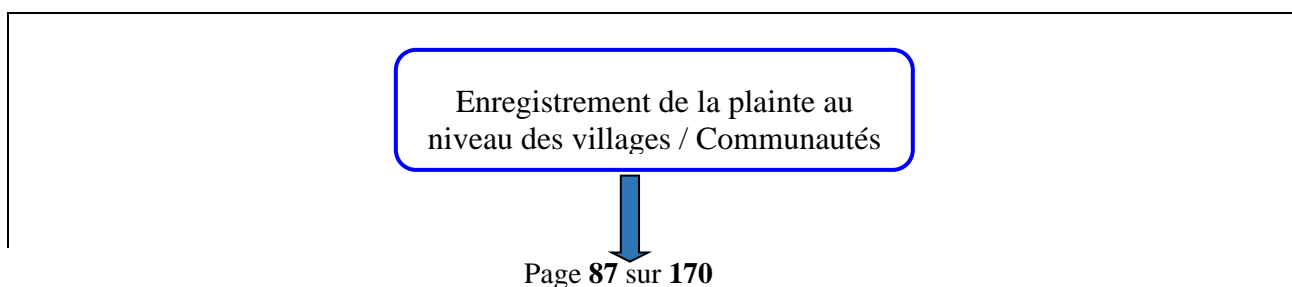 Enregistrement de la plainte au
niveau des villages / Communautés
Page 87 sur 170